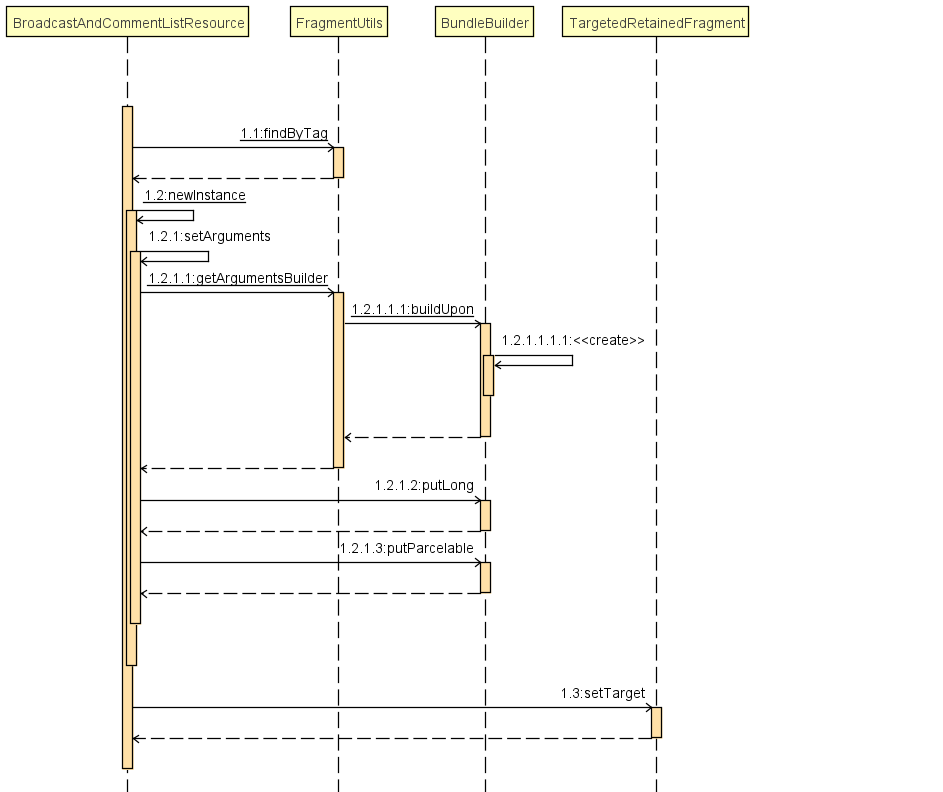 BroadcastAndCommentListResource FragmentUtils BundleBuilder TargetedRetainedFragment
1.1:findByTag
1.2:newInstance
1.2.1:setArguments
1.2.1.1:getArgumentsBuilder
1.2.1.1.1:buildUpon
1.2.1.1.1.1:<<create>>
1.2.1.2:putLong
1.2.1.3:putParcelable
1.3:setTarget